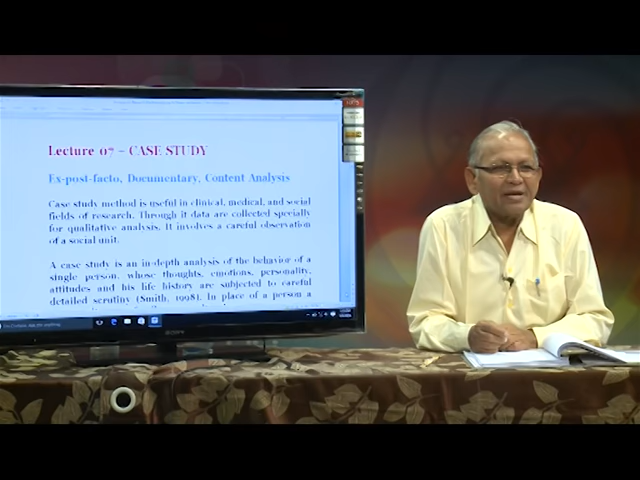 Lecture 07 – CASE STUDY
Ex-post-facto, Documentary, Content Analysis
Case study method is useful in clinical, medical, and social
fields of research. Through it data are collected specially
for qualitative analysis. It involves a careful observation
of a social unit.
A case study is an in-depth analysis of the behavior of a
single person, whose thoughts, emotions, personality,
attitudes and his life history are subjected to careful
detailed scrutiny (Smith, 1998). In place of a person a
SONY